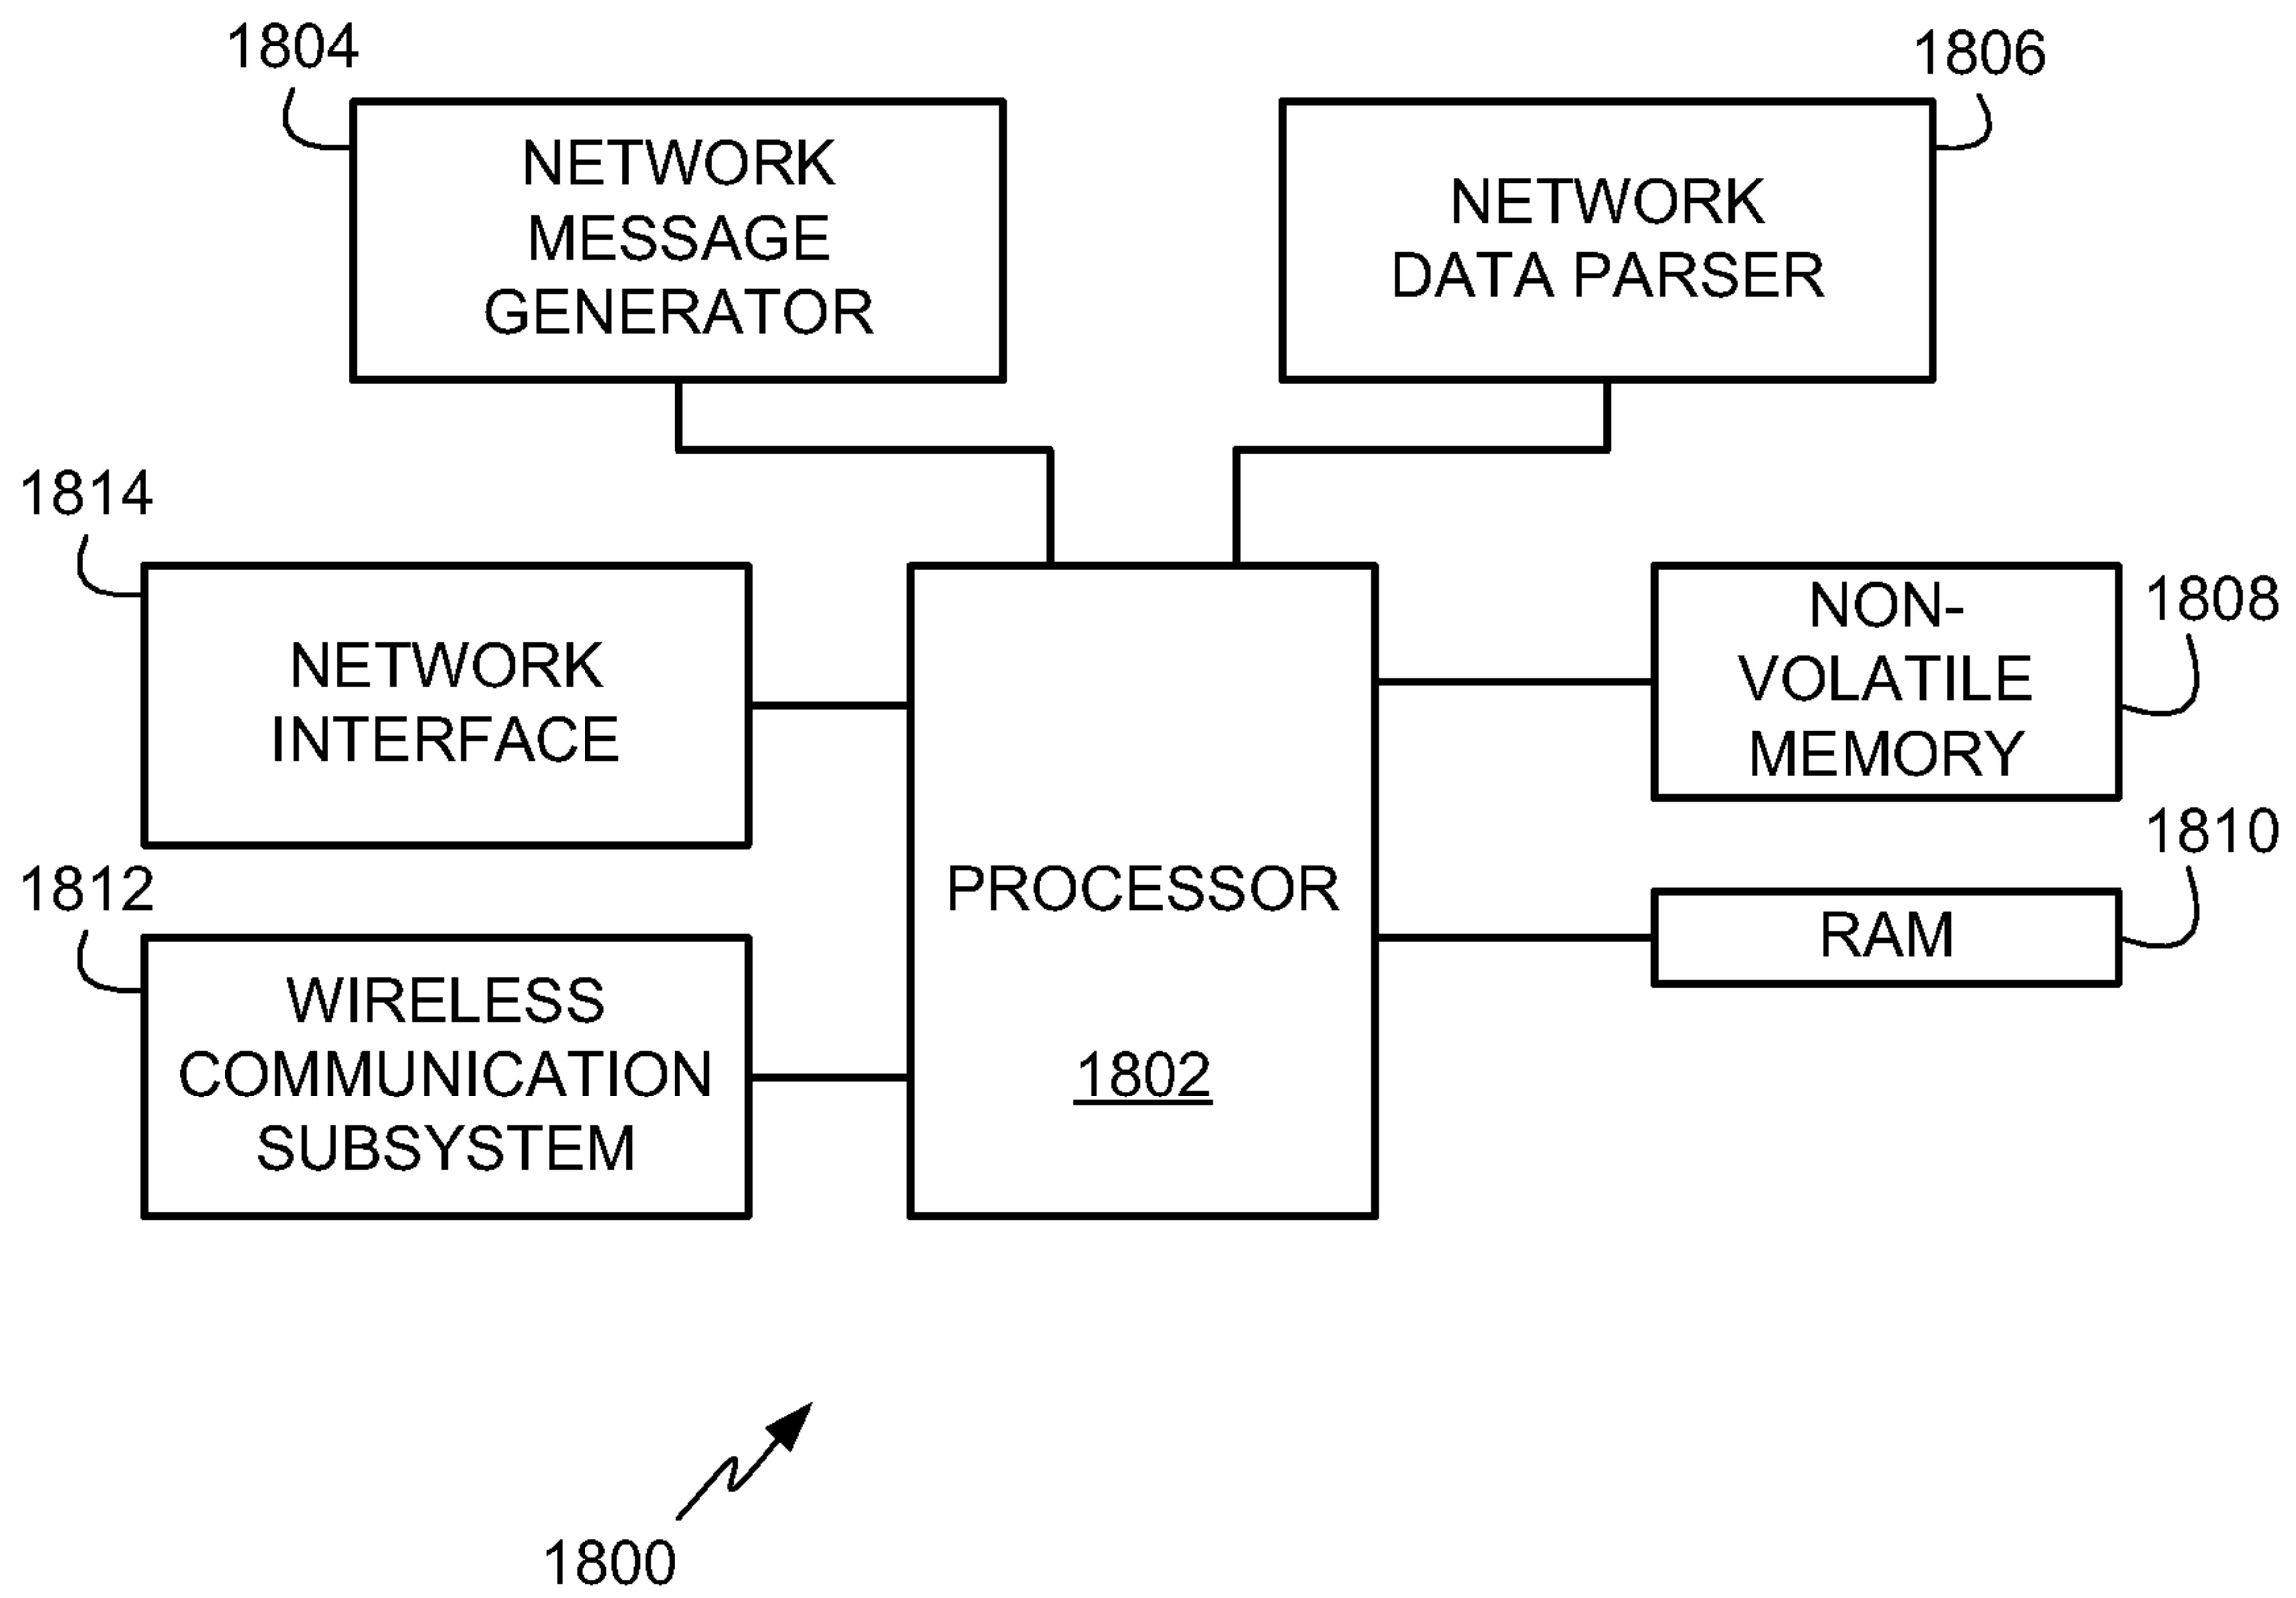 1804
NETWORK
MESSAGE
GENERATOR
1806
NETWORK
DATA PARSER
1814
NETWORK
INTERFACE
1812
WIRELESS
COMMUNICATION
SUBSYSTEM
PROCESSOR
1802
NON-
VOLATILE
MEMORY
1808
1810
RAM
1800